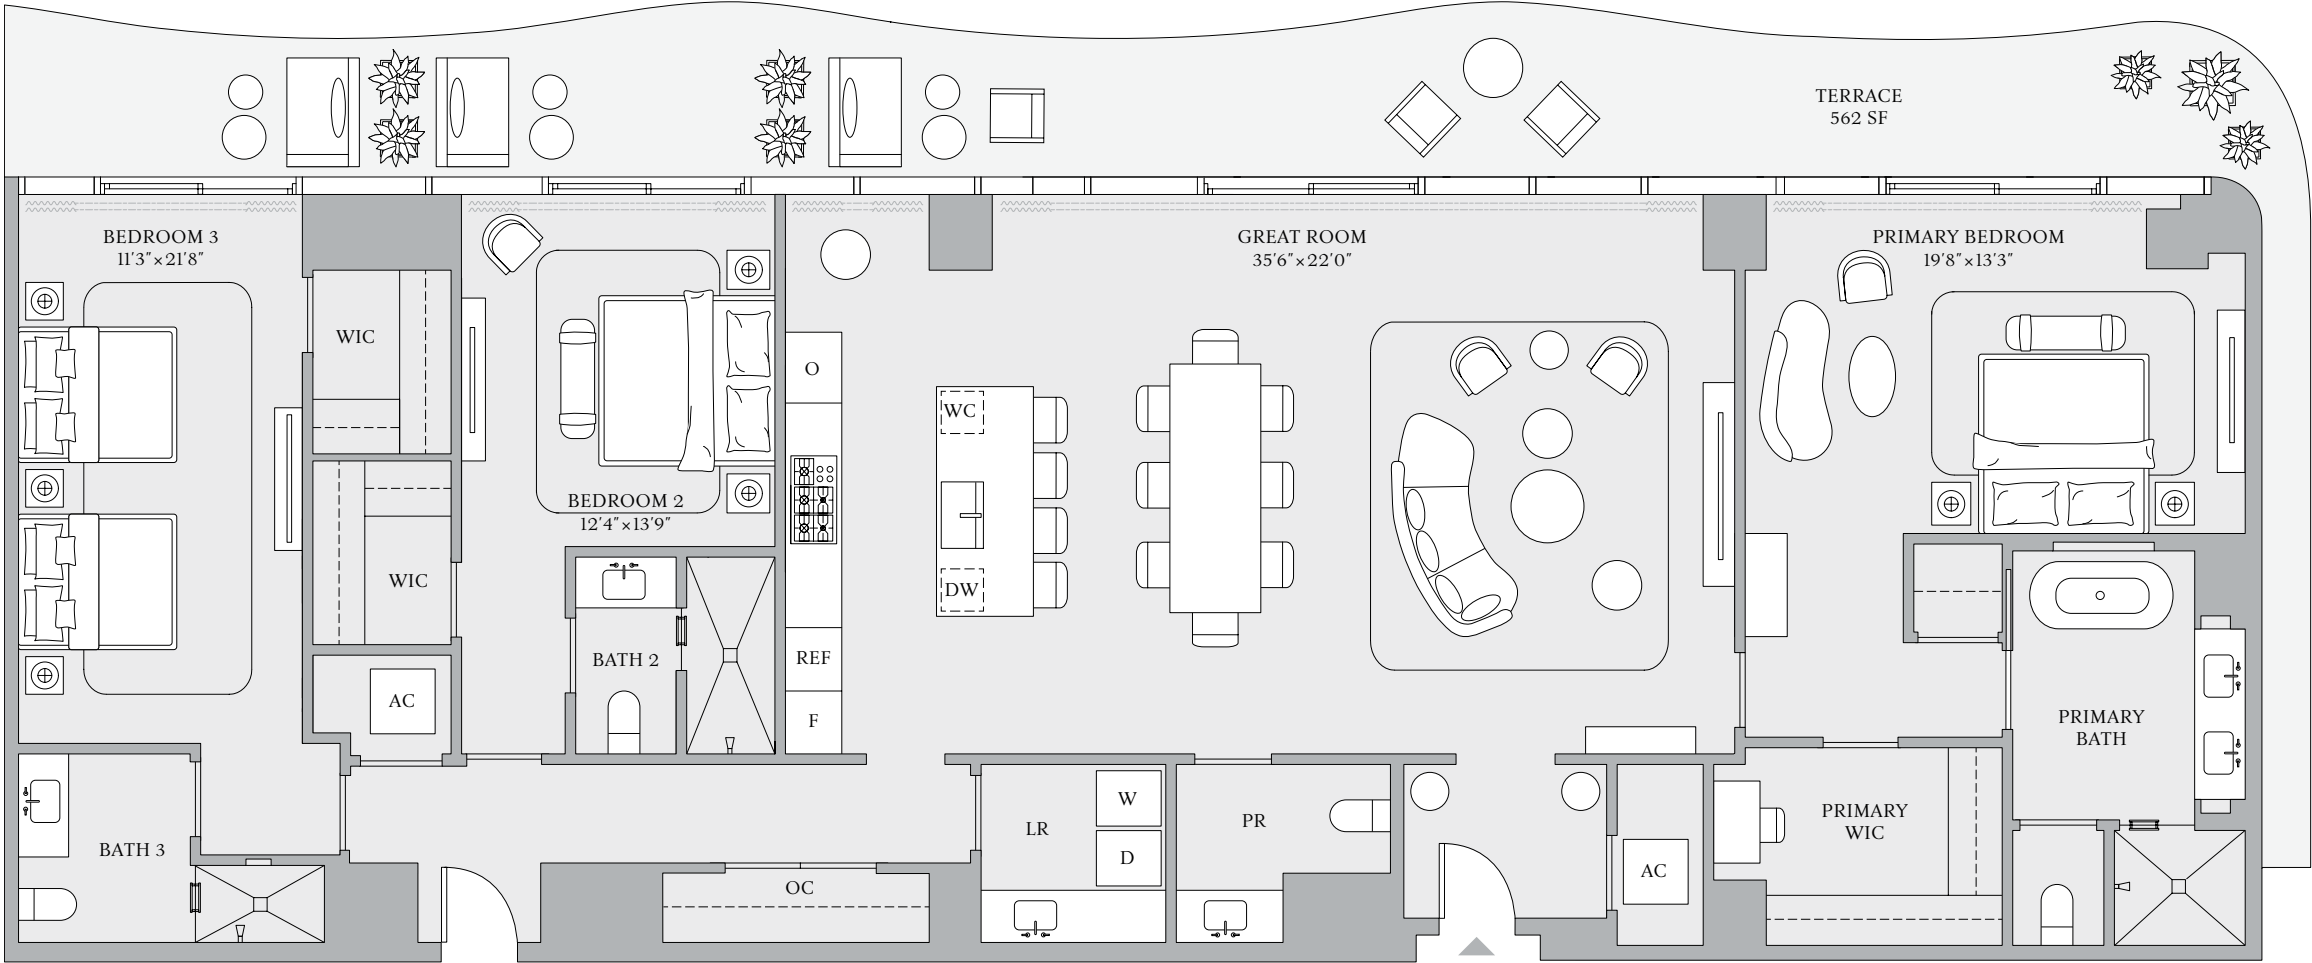 TERRACE
562 SF
BEDROOM 3
11'3"×21'8"
GREAT ROOM
35'6"×22'0"
PRIMARY BEDROOM
19'8"×13'3"
WIC
O
WC
BEDROOM 2
12'4"×13'9"
WIC
DW
BATH 2
REF
AC
F
PRIMARY
BATH
W
LR
PR
PRIMARY
WIC
BATH 3
D
AC
OC